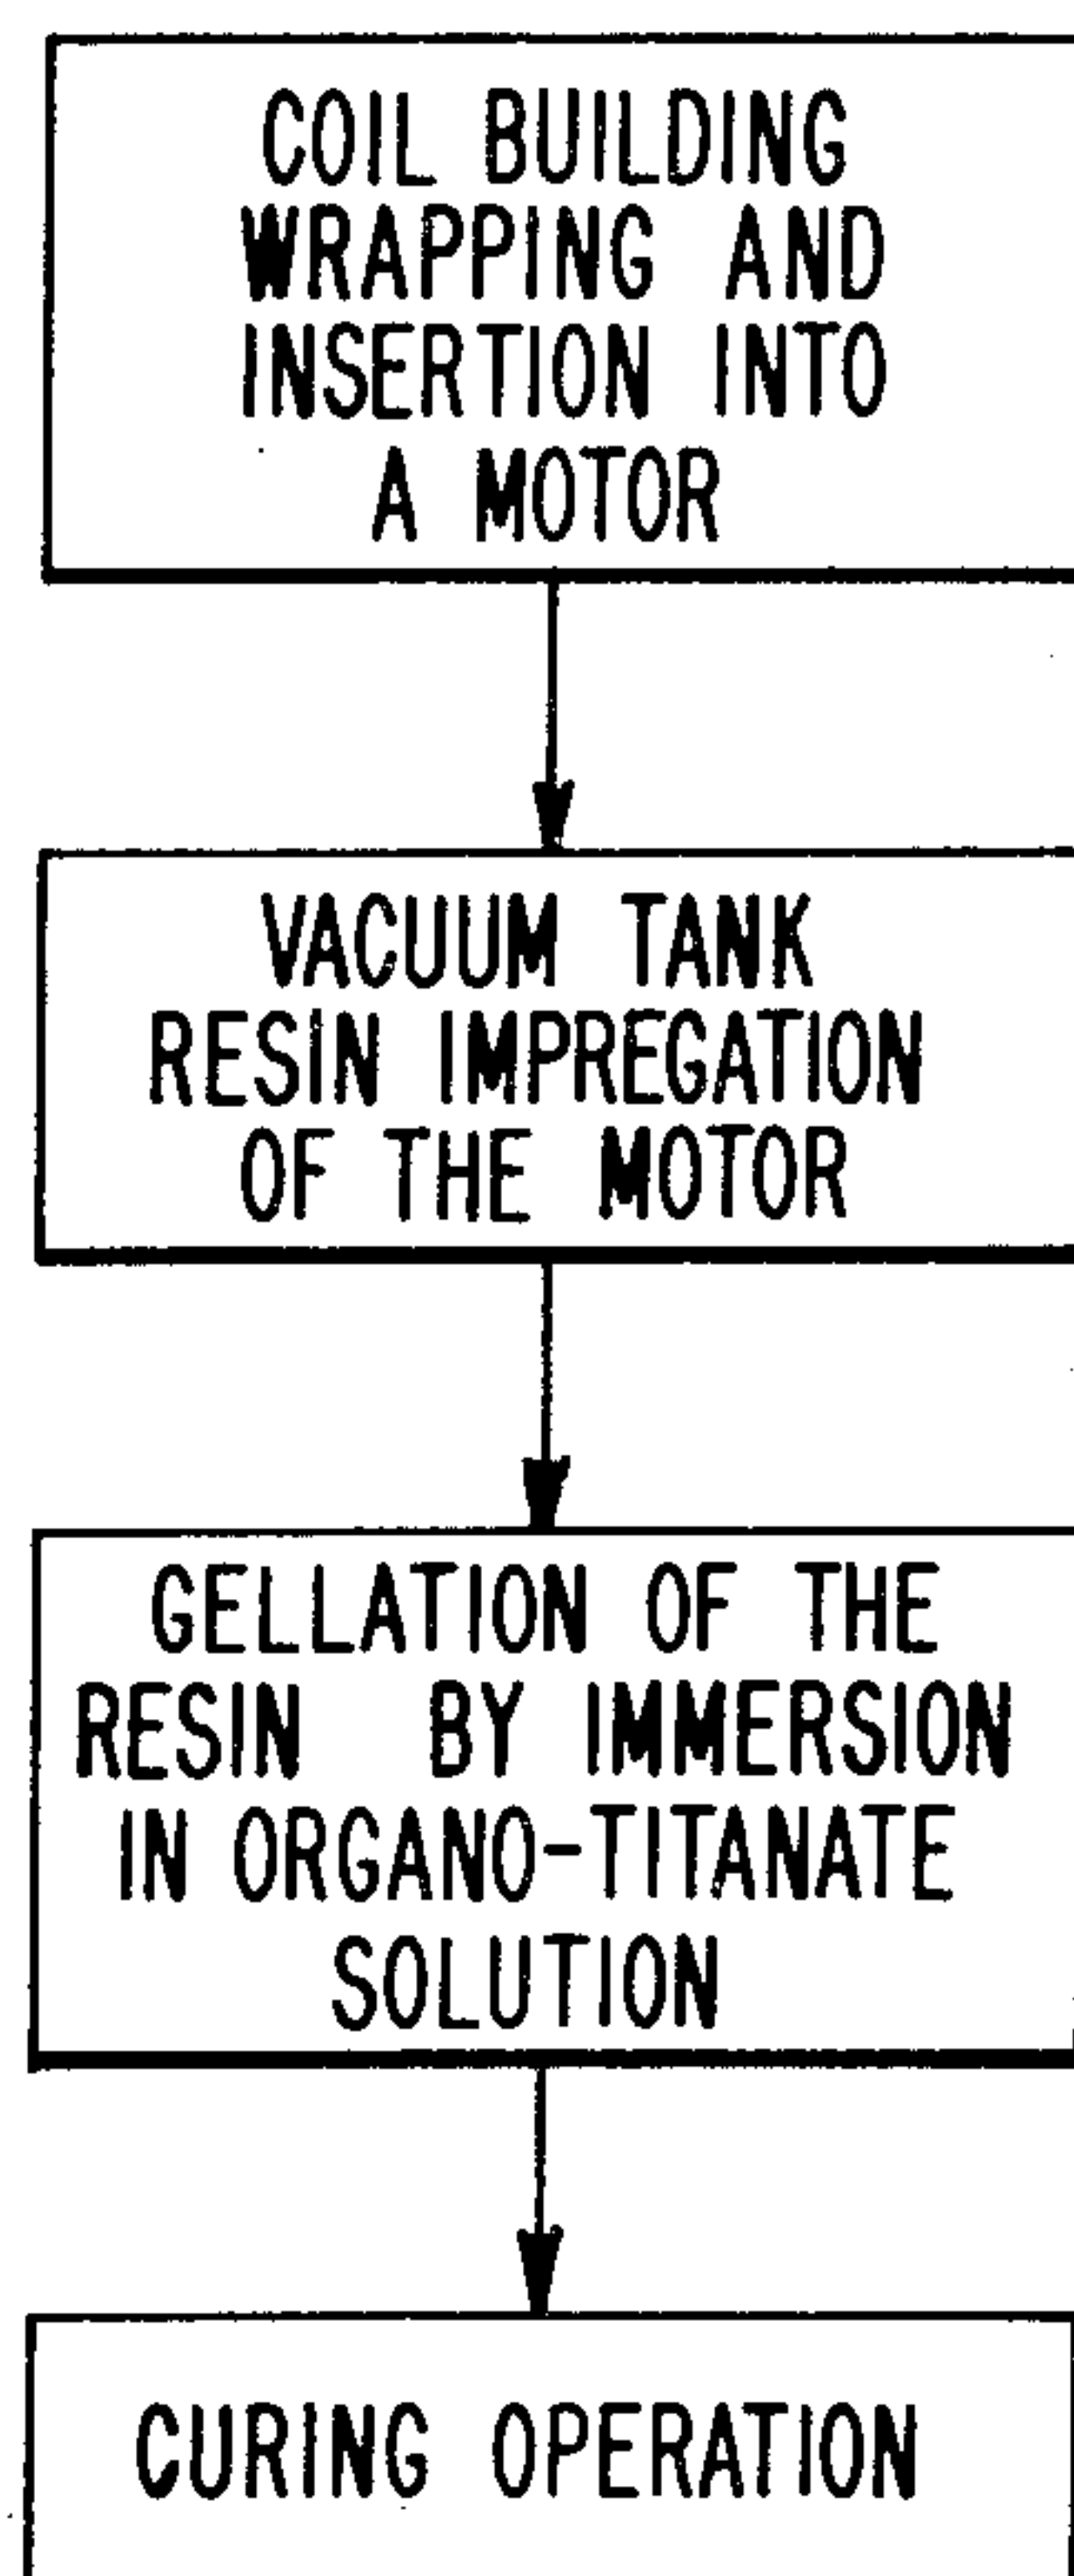 COIL BUILDING
WRAPPING AND
INSERTION INTO
A MOTOR
VACUUM TANK
RESIN IMPREGATION
OF THE MOTOR
GELLATION OF THE
RESIN BY IMMERSION
IN ORGANO-TITANATE
SOLUTION
CURING OPERATION